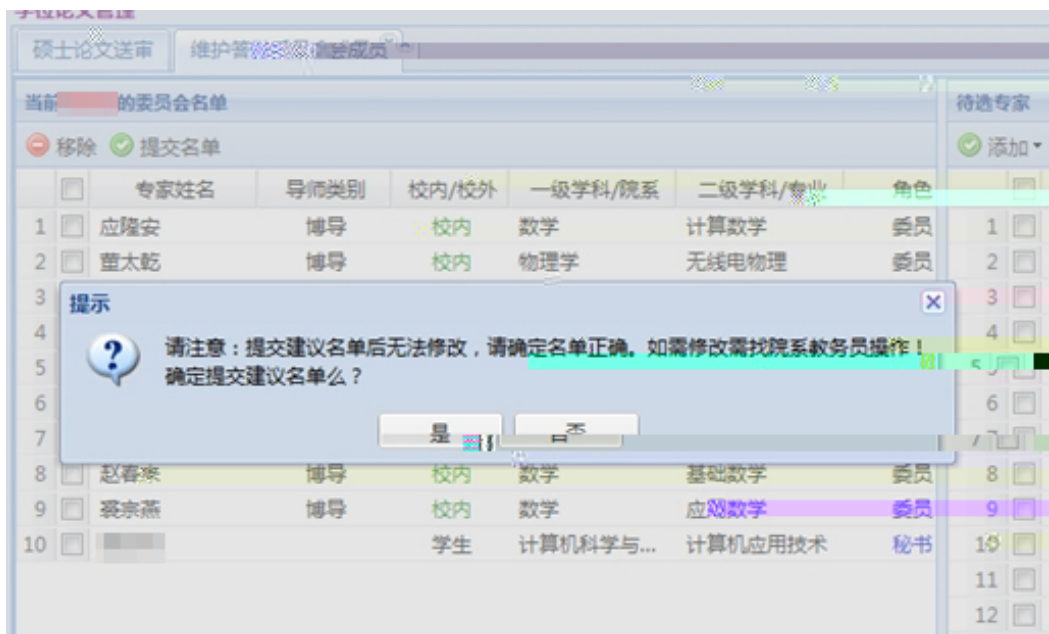 学位论文管理
硕士论文送审
当前 的委员会名单 待选专家
移除 提交名单 添加
专家姓名 导师类别 校内/校外 一级学科/院系 二级学科/专业 角色
1 应隆安 博导 校内 数学 计算数学 委员 1
2 董太乾 博导 校内 物理学 无线电物理 委员 2
3 提示 3
4 请注意：提交建议名单后无法修改，请确定名单正确。如需修改需找院系教务员操作！ 4
5 确定提交建议名单么？ 5
6 6
7 是 否
8 赵春来 博导 校内 数学 基础数学 委员 8
9 裘宗燕 博导 校内 数学 应用数学 委员 9
10 学生 计算机科学与... 计算机应用技术 秘书 10
11
12